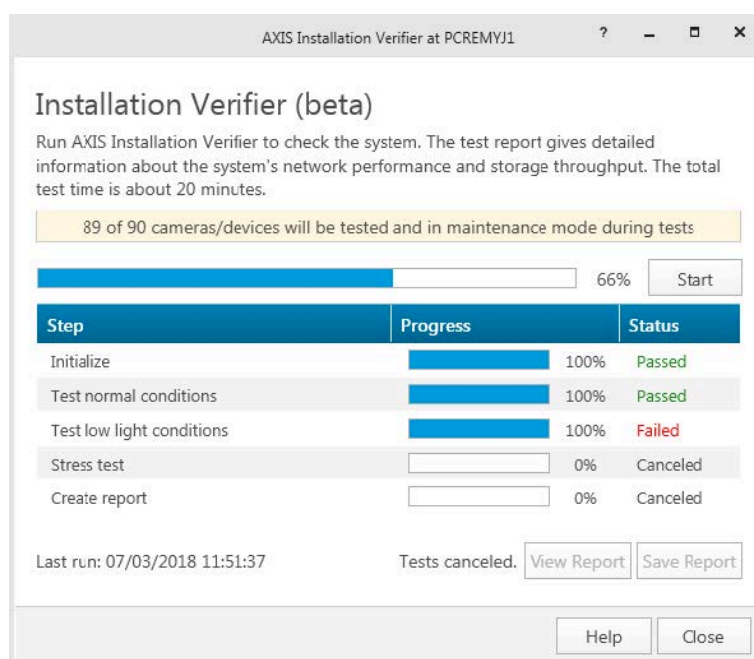 AXIS Installation Verifier at PCREMYJ1
Installation Verifier (beta)
Run AXIS Installation Verifier to check the system. The test report gives detailed
information about the system's network performance and storage throughput. The total
test time is about 20 minutes.
89 of 90 cameras/devices will be tested and in maintenance mode during tests
66% Start
Step Progress Status
Initialize 100% Passed
Test normal conditions 100% Passed
Test low light conditions 100% Failed
Stress test 0% Canceled
Create report 0% Canceled
Last run: 07/03/2018 11:51:37 Tests canceled. View Report Save Report
Help Close